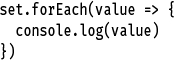 set.forEach(value => {
  console.log(value)
})